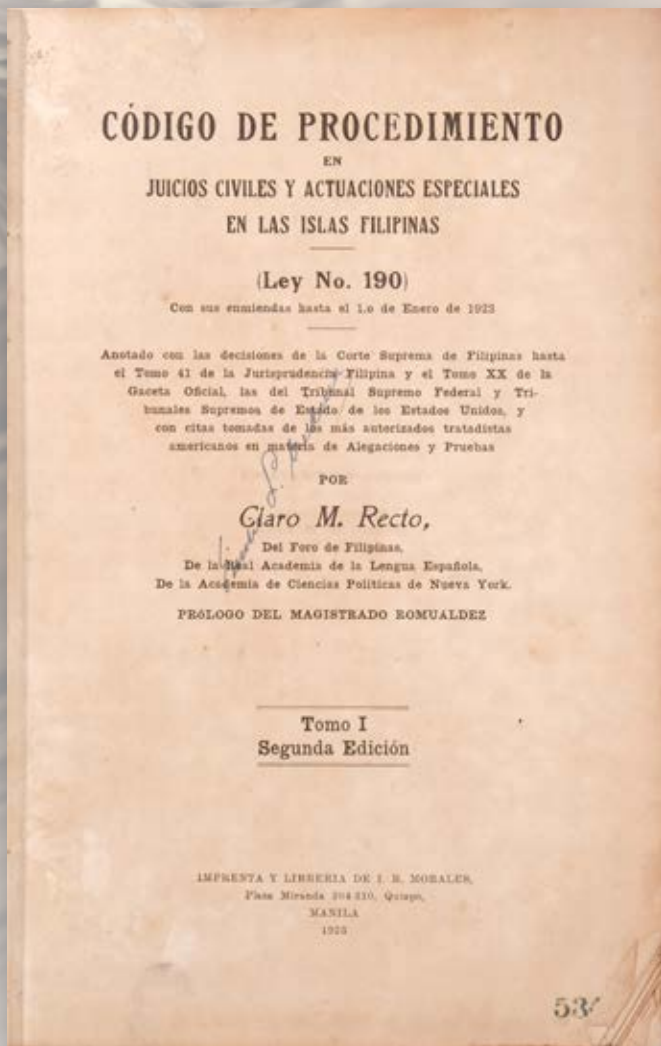 CÓDIGO DE PROCEDIMIENTO
EN
JUICIOS CIVILES Y ACTUACIONES ESPECIALES
EN LAS ISLAS FILIPINAS
(Ley No. 190)
Con sus enmiendas hasta el 1.o de Enero de 1923
Anotado con las decisiones de la Corte Suprema de Filipinas hasta
el Tomo 41 de la Jurisprudencia Filipina y el Tomo XX de la
Gaceta Oficial, las del Tribunal Supremo Federal y Tri-
bunales Supremos de Estado de los Estados Unidos, y
con citas tomadas de los más autorizados tratadistas
americanos en materia de Alegaciones y Pruebas
POR
Claro M. Recto,
Del Foro de Filipinas,
De la Real Academia de la Lengua Española,
De la Academia de Ciencias Políticas de Nueva York.
PRÓLOGO DEL MAGISTRADO ROMUALDEZ
Tomo I
Segunda Edición
IMPRENTA Y LIBRERIA DE I. R. MORALES,
Plaza Miranda 204-210, Quiapo,
MANILA